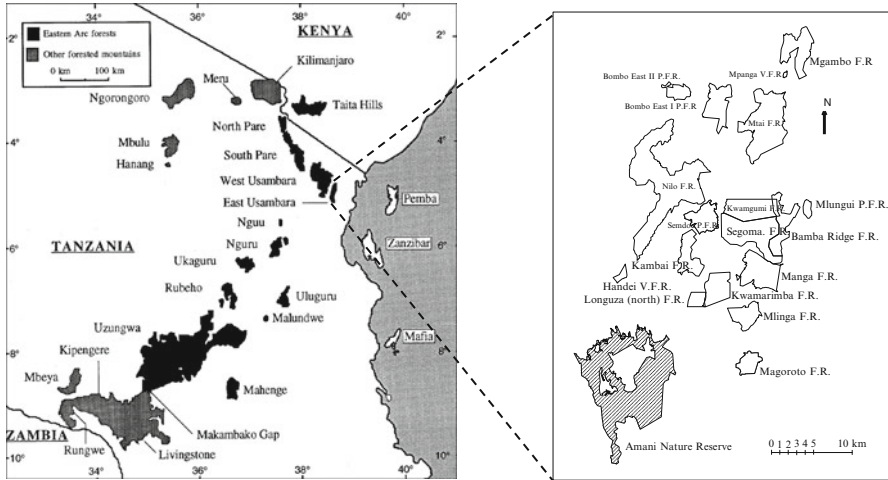 34° 36° 38° 40°
KENYA
Eastern Arc forests
Other forested mountains
0 km 100 km
2°
2°
Meru
Kilimanjaro
Ngorongoro
Taita Hills
North Pare
4°
4°
Mbulu
South Pare
Hanang
West Usambara
East Usambara
Pemba
Nguu
TANZANIA
Nguru
Zanzibar
6°
6°
Ukaguru
Rubeho
Uluguru
Malundwe
Uzungwa
Mafia
Kipengere
8°
8°
Mbeya
Mahenge
ZAMBIA
Makambako Gap
Rungwe
Livingstone
10°
10°
34° 36° 38° 40°
Mgambo F.R
Bombo East II P.F.R.
Mpanga V.F.R
Bombo East I P.F.R
Mtai F.R.
N
Nilo F.R.
Kwamgumi F.R.
Mlungui P.F.R.
Semdoe P.F.R.
Segoma. F.R.
Bamba Ridge F.R.
Kambai F.R.
Manga F.R.
Handei V.F.R.
Longuza (north) F.R.
Kwamarimba F.R.
Mlinga F.R.
Magoroto F.R.
Amani Nature Reserve
0 1 2 3 4 5 10 km